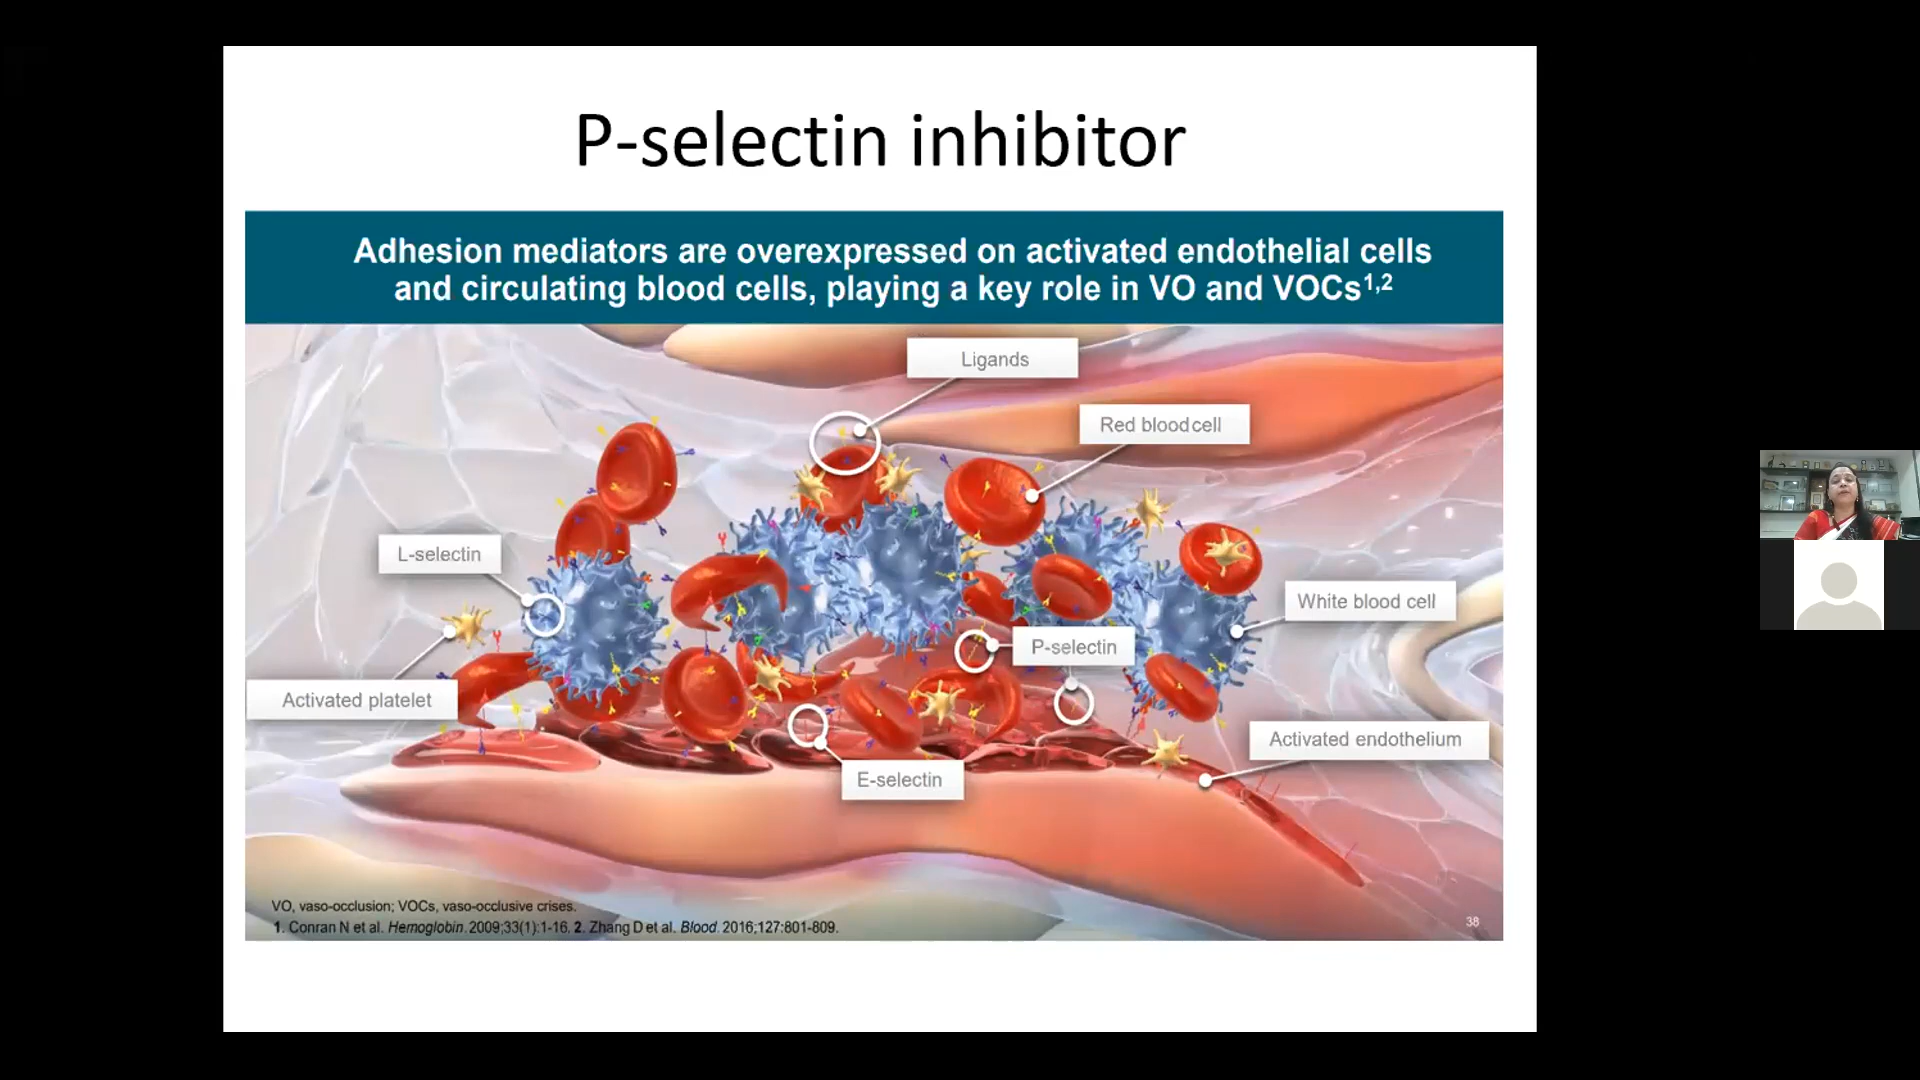 P-selectin inhibitor
Adhesion mediators are overexpressed on activated endothelial cells
and circulating blood cells, playing a key role in VO and VOCs1,2
Ligands
Red blood cell
L-selectin
White blood cell
P-selectin
Activated platelet
Activated endothelium
E-selectin
VO, vaso-occlusion; VOCs, vaso-occlusive crises.
1. Conran N et al. Hemoglobin. 2009;33(1):1-16. 2. Zhang D et al. Blood. 2016;127:801-809.
38